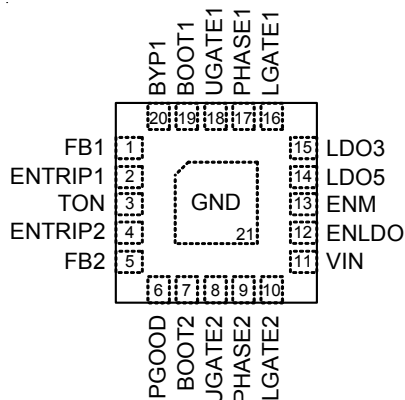 BYP1
BOOT1
UGATE1
PHASE1
LGATE1
20 19 18 17 16
FB1 1
ENTRIP1 2
TON 3
ENTRIP2 4
FB2 5
GND
21
15 LDO3
14 LDO5
13 ENM
12 ENLDO
11 VIN
6 7 8 9 10
PGOOD
BOOT2
UGATE2
PHASE2
LGATE2